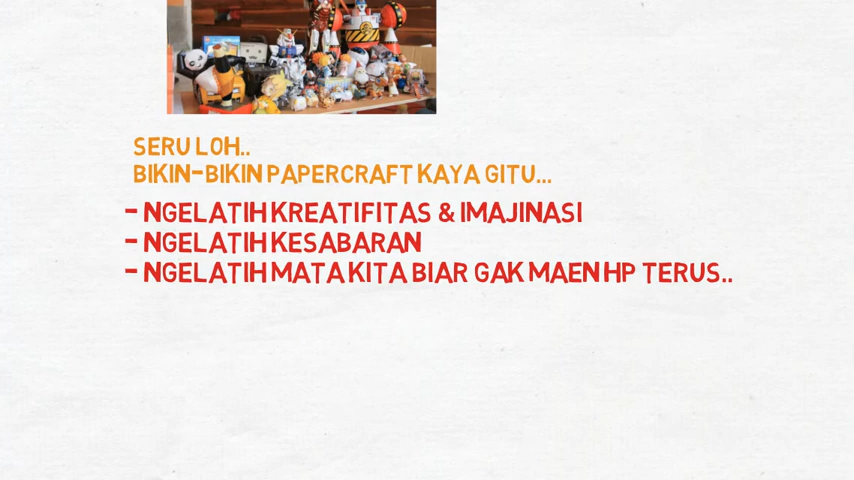 SERU LOH..
BIKIN-BIKIN PAPERCRAFT KAYA GITU...
- NGELATIH KREATIFITAS & IMAJINASI
- NGELATIH KESABARAN
- NGELATIH MATA KITA BIAR GAK MAEN HP TERUS..